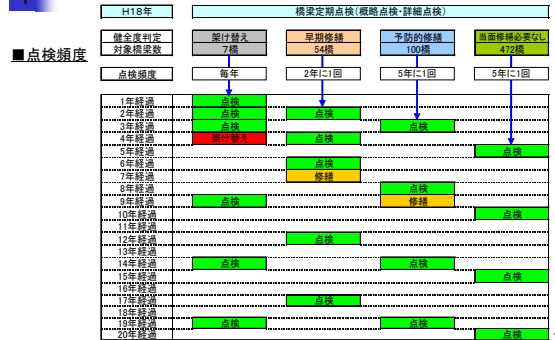 H18年 橋梁定期点検(概略点検・詳細点検)
健全度判定 架け替え 早期修繕 予防的修繕 当面修繕必要なし
対象橋梁数 7橋 54橋 100橋 472橋
■点検頻度
点検頻度 毎年 2年に1回 5年に1回 5年に1回
1年経過 点検
2年経過 点検 点検
3年経過 点検 点検
4年経過 架け替え 点検
5年経過 点検
6年経過 点検
7年経過 修繕
8年経過 点検
9年経過 点検 修繕
10年経過 点検
11年経過
12年経過 点検
13年経過
14年経過 点検 点検
15年経過 点検
16年経過
17年経過 点検
18年経過
19年経過 点検 点検
20年経過 点検